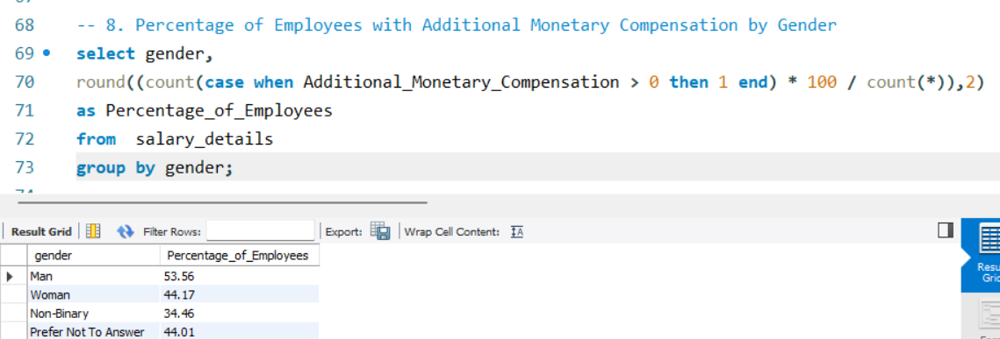 68 -- 8. Percentage of Employees with Additional Monetary Compensation by Gender
69 select gender,
70 round((count(case when Additional_Monetary_Compensation > 0 then 1 end) * 100 / count(*)),2)
71 as Percentage_of_Employees
72 from  salary_details
73 group by gender;
Result Grid Filter Rows: Export: Wrap Cell Content: IA
gender Percentage_of_Employees
Man 53.56
Woman 44.17
Non-Binary 34.46
Prefer Not To Answer 44.01